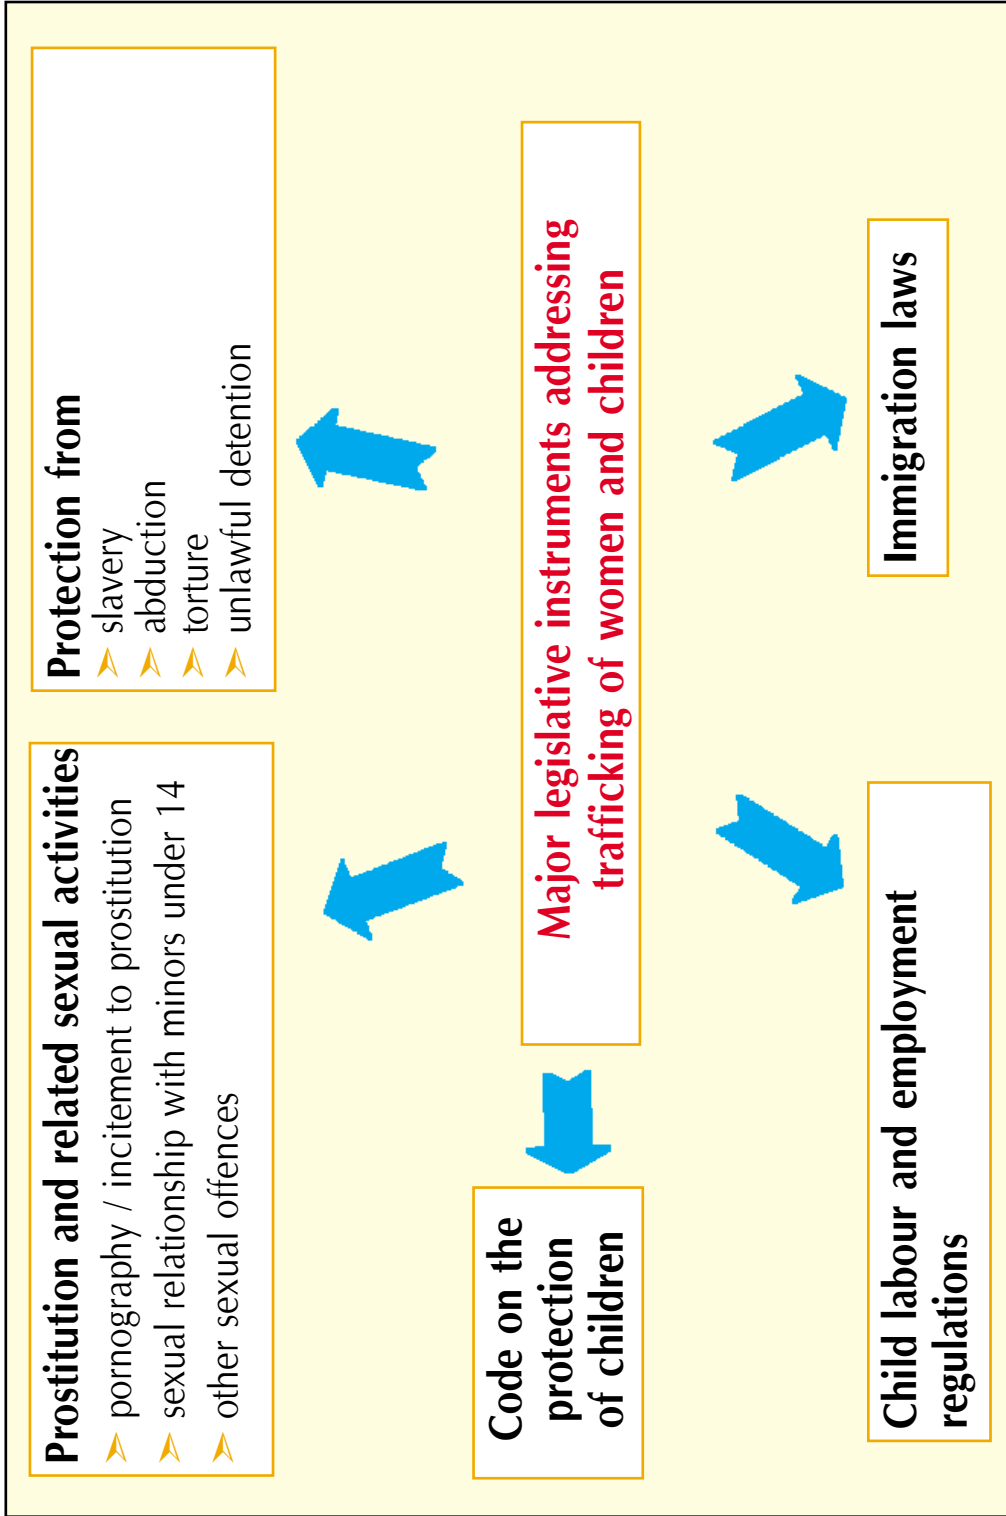 Prostitution and related sexual activities
➢ pornography / incitement to prostitution
➢ sexual relationship with minors under 14
➢ other sexual offences
Protection from
➢ slavery
➢ abduction
➢ torture
➢ unlawful detention
Code on the
protection
of children
Major legislative instruments addressing
trafficking of women and children
Child labour and employment
regulations
Immigration laws